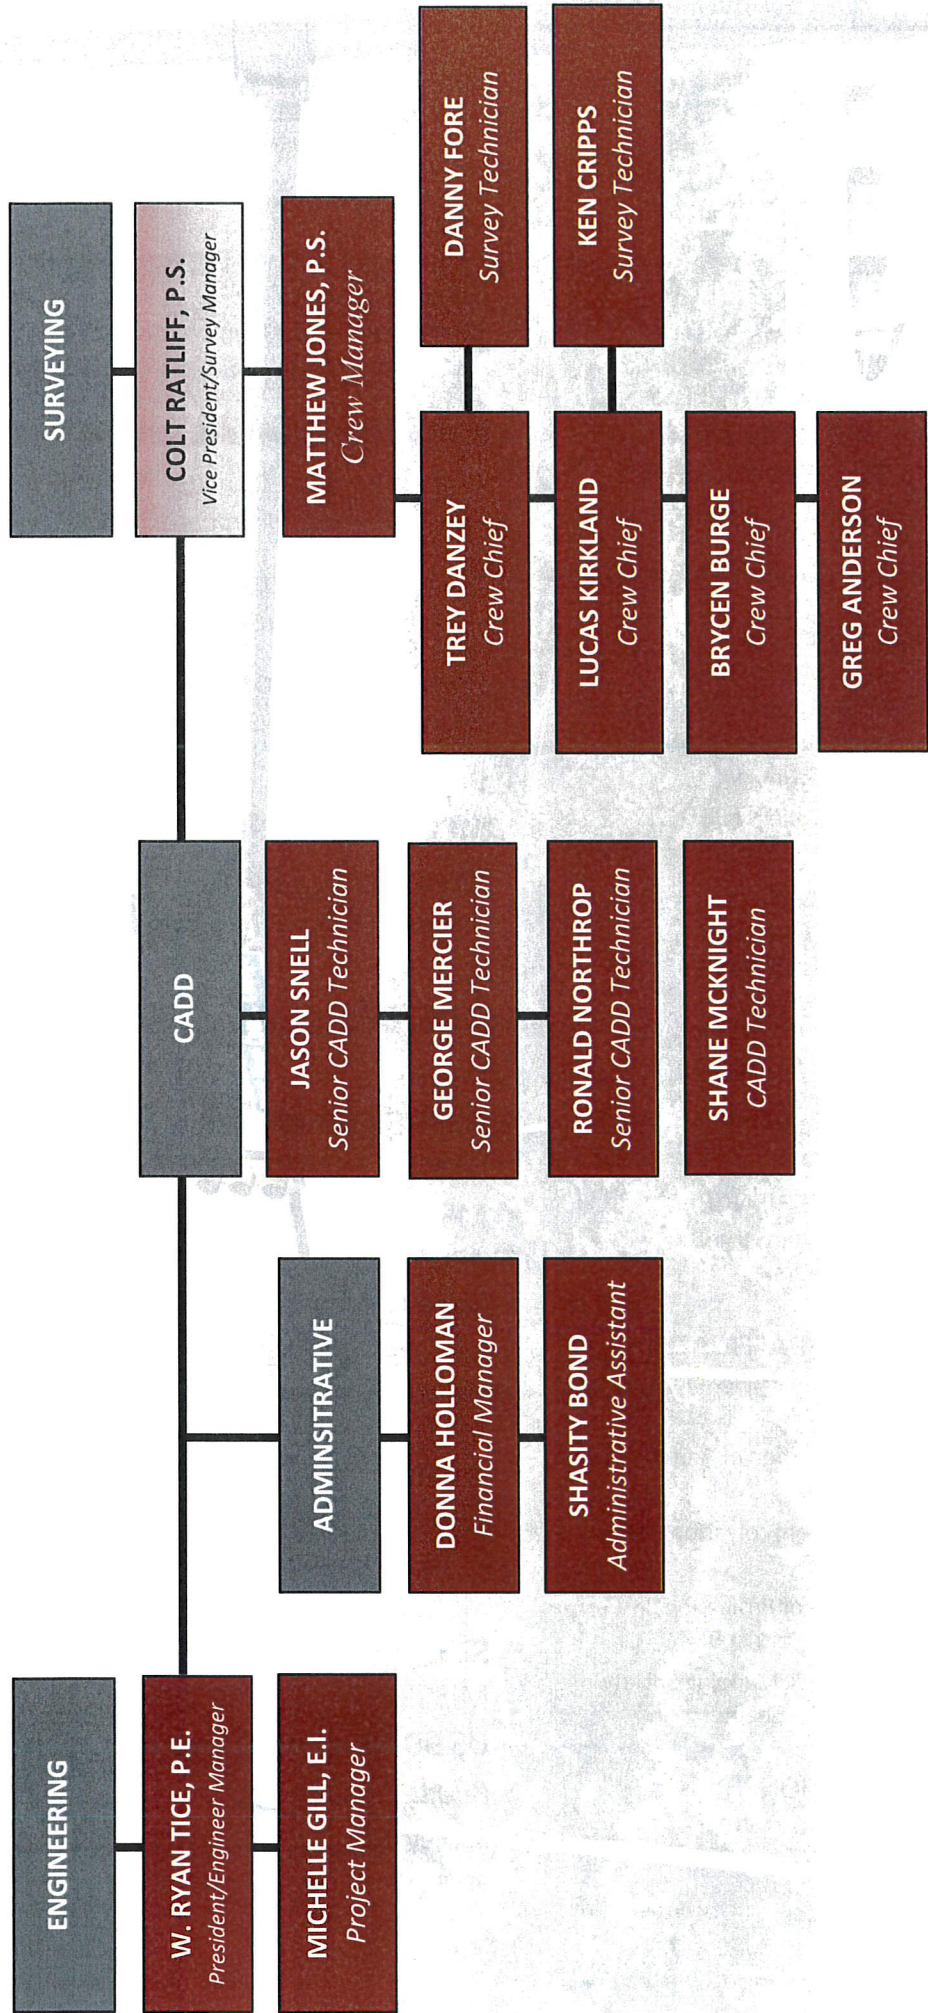 ENGINEERING
W. RYAN TICE, P.E.
President/Engineer Manager
MICHELLE GILL, E.I.
Project Manager
ADMINSITRATIVE
DONNA HOLLOMAN
Financial Manager
SHASITY BOND
Administrative Assistant
CADD
JASON SNELL
Senior CADD Technician
GEORGE MERCIER
Senior CADD Technician
RONALD NORTHROP
Senior CADD Technician
SHANE MCKNIGHT
CADD Technician
SURVEYING
COLT RATLIFF, P.S.
Vice President/Survey Manager
MATTHEW JONES, P.S.
Crew Manager
TREY DANZEY
Crew Chief
DANNY FORE
Survey Technician
LUCAS KIRKLAND
Crew Chief
KEN CRIPPS
Survey Technician
BRYCEN BURGE
Crew Chief
GREG ANDERSON
Crew Chief